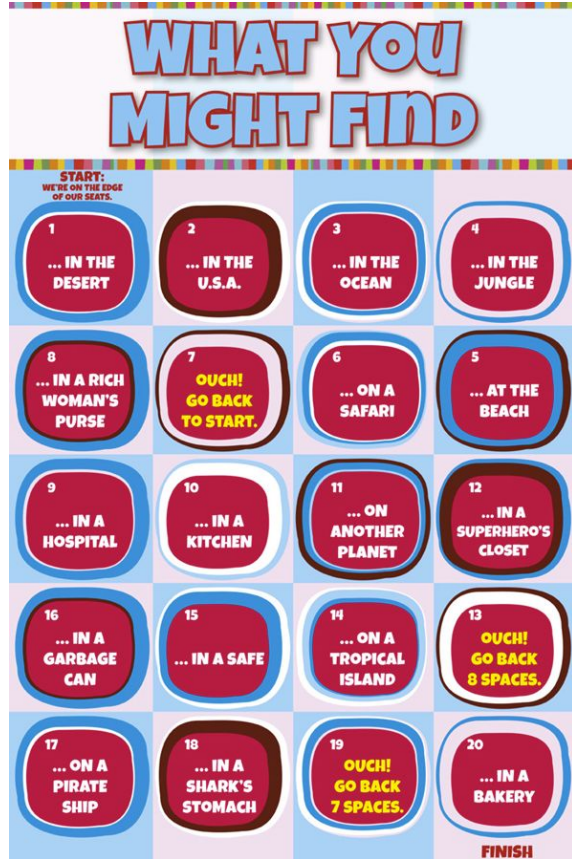 WHAT YOU
MIGHT FIND
START:
WE'RE ON THE EDGE
OF OUR SEATS.
1
... IN THE
DESERT
2
... IN THE
U.S.A.
3
... IN THE
OCEAN
4
... IN THE
JUNGLE
8
... IN A RICH
WOMAN'S
PURSE
7
OUCH!
GO BACK
TO START.
6
... ON A
SAFARI
5
... AT THE
BEACH
9
... IN A
HOSPITAL
10
... IN A
KITCHEN
11
... ON
ANOTHER
PLANET
12
... IN A
SUPERHERO'S
CLOSET
16
... IN A
GARBAGE
CAN
15
... IN A SAFE
14
... ON A
TROPICAL
ISLAND
13
OUCH!
GO BACK
8 SPACES.
17
... ON A
PIRATE
SHIP
18
... IN A
SHARK'S
STOMACH
19
OUCH!
GO BACK
7 SPACES.
20
... IN A
BAKERY
FINISH